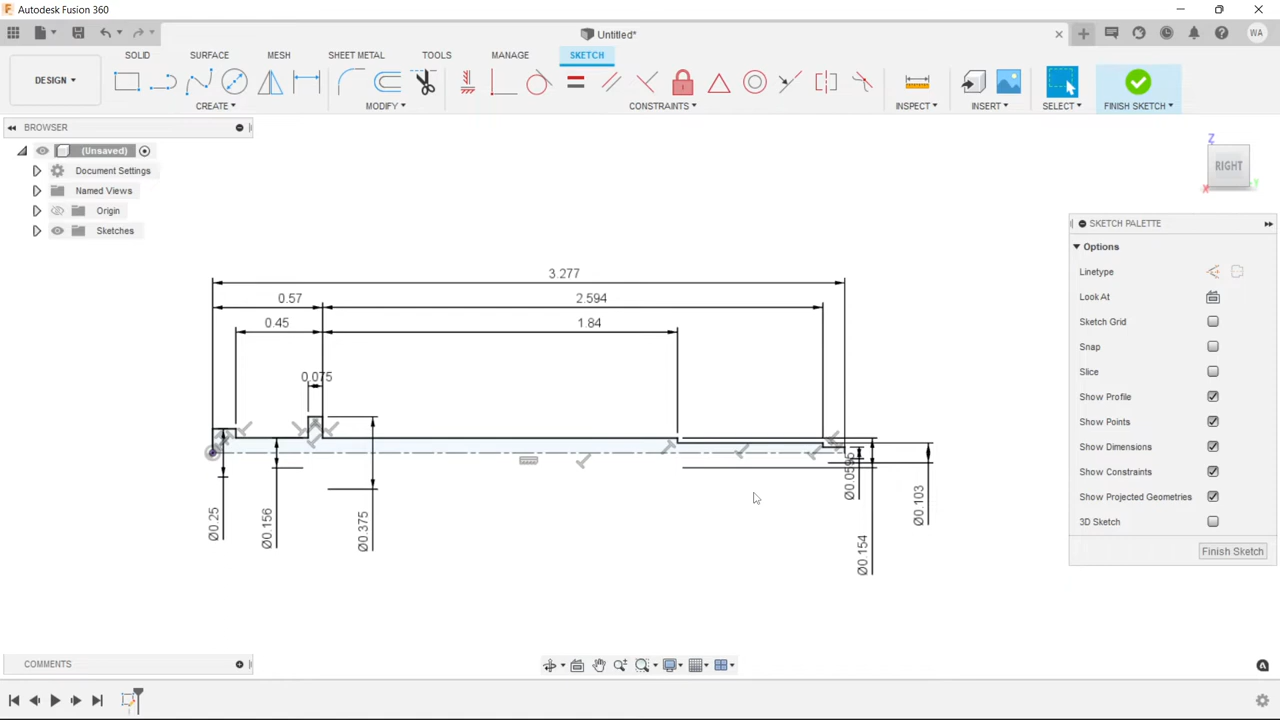 Autodesk Fusion 360
Untitled*
WA
DESIGN
SOLID SURFACE MESH SHEET METAL TOOLS MANAGE SKETCH
CREATE MODIFY CONSTRAINTS INSPECT INSERT SELECT FINISH SKETCH
BROWSER
(Unsaved)
Document Settings
Named Views
Origin
Sketches
Z
RIGHT
X
Y
SKETCH PALETTE
Options
Linetype
Look At
Sketch Grid
Snap
Slice
Show Profile
Show Points
Show Dimensions
Show Constraints
Show Projected Geometries
3D Sketch
Finish Sketch
3.277
0.57 2.594
0.45 1.84
0.075
Ø0.25
Ø0.156
Ø0.375
Ø0.0595
Ø0.154
Ø0.103
COMMENTS